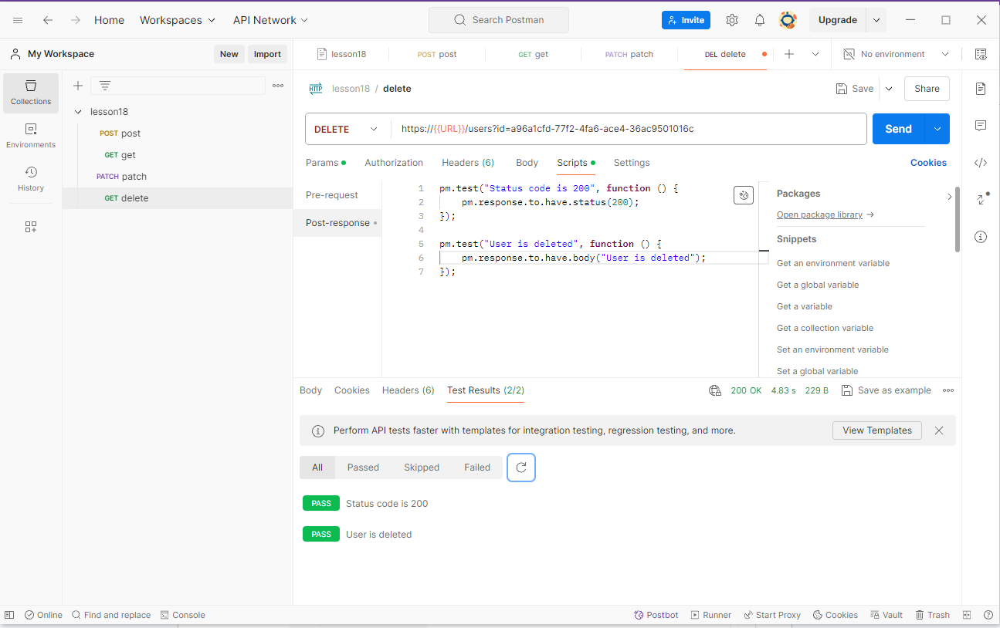 Home Workspaces API Network Search Postman Invite Upgrade
My Workspace New Import lesson18 POST post GET get PATCH patch DEL delete No environment
Collections
Environments
History
lesson18
POST post
GET get
PATCH patch
GET delete
HTTP lesson18 / delete Save Share
DELETE https://{{URL}}/users?id=a96a1cfd-77f2-4fa6-ace4-36ac9501016c Send
Params Authorization Headers (6) Body Scripts Settings Cookies
Pre-request
Post-response
1 pm.test("Status code is 200", function () {
2 pm.response.to.have.status(200);
3 });
4
5 pm.test("User is deleted", function () {
6 pm.response.to.have.body("User is deleted");
7 });
Packages
Open package library →
Snippets
Get an environment variable
Get a global variable
Get a variable
Get a collection variable
Set an environment variable
Set a global variable
Body Cookies Headers (6) Test Results (2/2) 200 OK 4.83 s 229 B Save as example
Perform API tests faster with templates for integration testing, regression testing, and more. View Templates
All Passed Skipped Failed
PASS Status code is 200
PASS User is deleted
Online Find and replace Console Postbot Runner Start Proxy Cookies Vault Trash